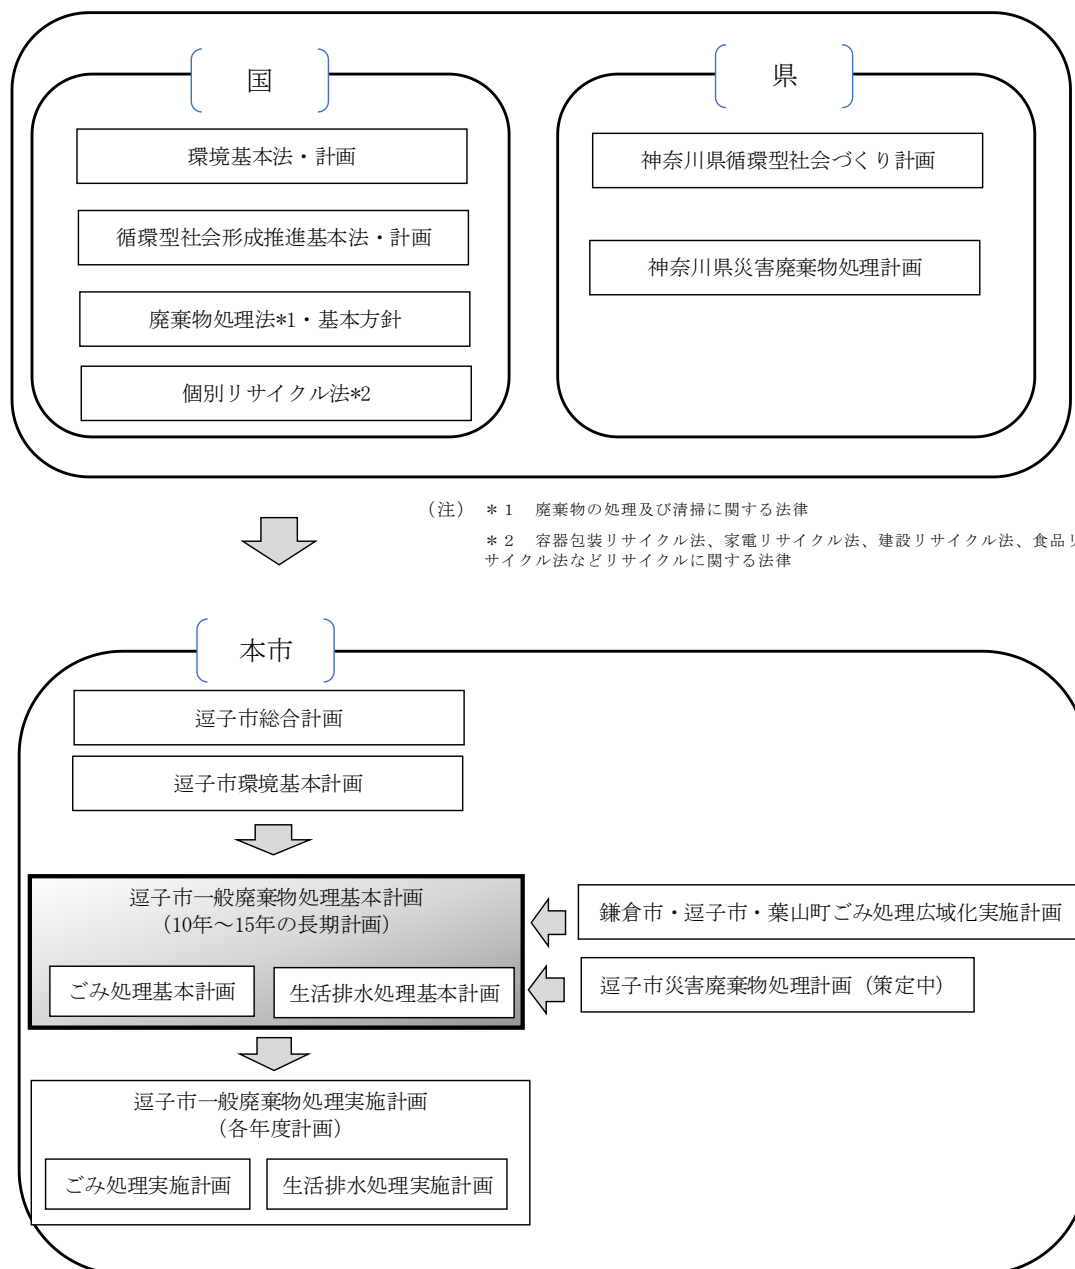 国
環境基本法・計画
循環型社会形成推進基本法・計画
廃棄物処理法*1・基本方針
個別リサイクル法*2
県
神奈川県循環型社会づくり計画
神奈川県災害廃棄物処理計画
（注） ＊１　廃棄物の処理及び清掃に関する法律
＊２　容器包装リサイクル法、家電リサイクル法、建設リサイクル法、食品リ
サイクル法などリサイクルに関する法律
本市
逗子市総合計画
逗子市環境基本計画
逗子市一般廃棄物処理基本計画
（10年～15年の長期計画）
ごみ処理基本計画
生活排水処理基本計画
鎌倉市・逗子市・葉山町ごみ処理広域化実施計画
逗子市災害廃棄物処理計画（策定中）
逗子市一般廃棄物処理実施計画
（各年度計画）
ごみ処理実施計画
生活排水処理実施計画